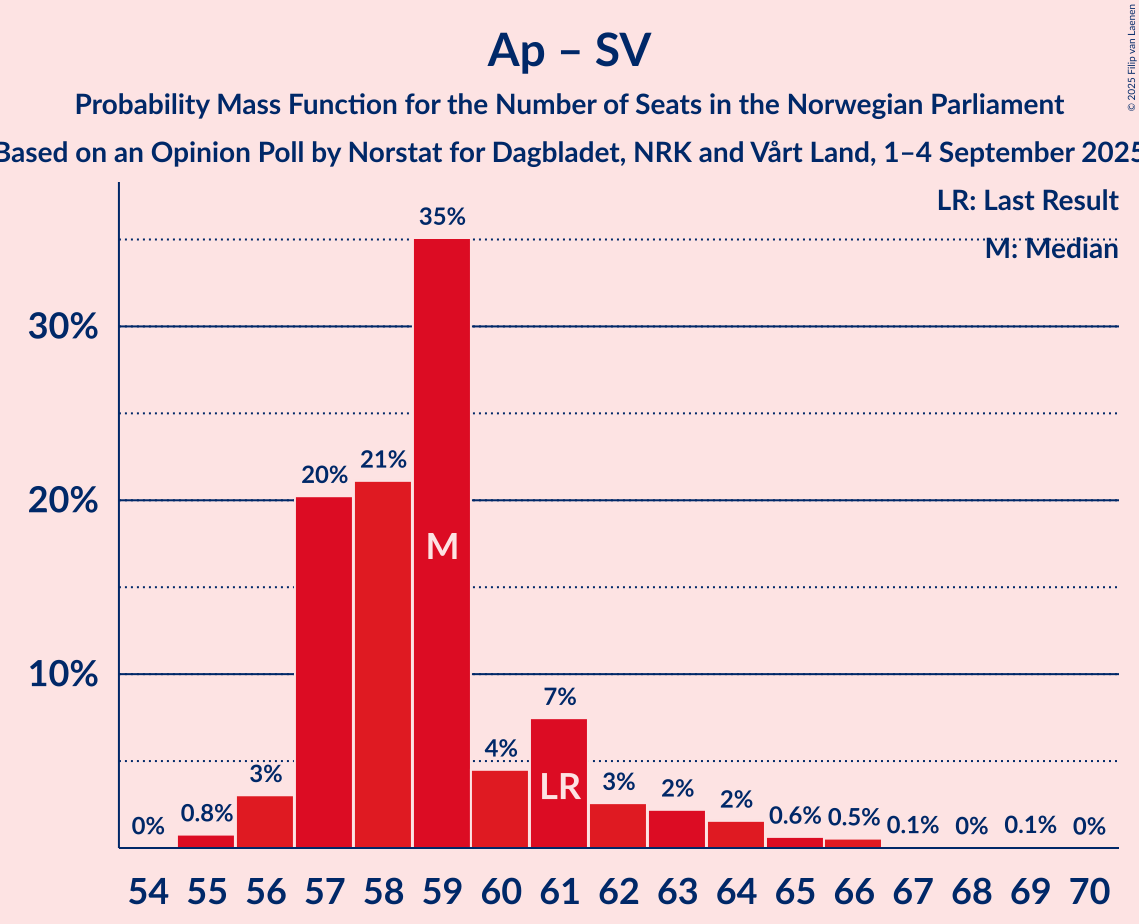 Ap – SV
Probability Mass Function for the Number of Seats in the Norwegian Parliament
Based on an Opinion Poll by Norstat for Dagbladet, NRK and Vårt Land, 1–4 September 2025
© 2025 Filip van Laenen
LR: Last Result
M: Median
30%
20%
10%
0%
0.8%
3%
20%
21%
35%
4%
7%
3%
2%
2%
0.6%
0.5%
0.1%
0%
0.1%
0%
M
LR
54 55 56 57 58 59 60 61 62 63 64 65 66 67 68 69 70